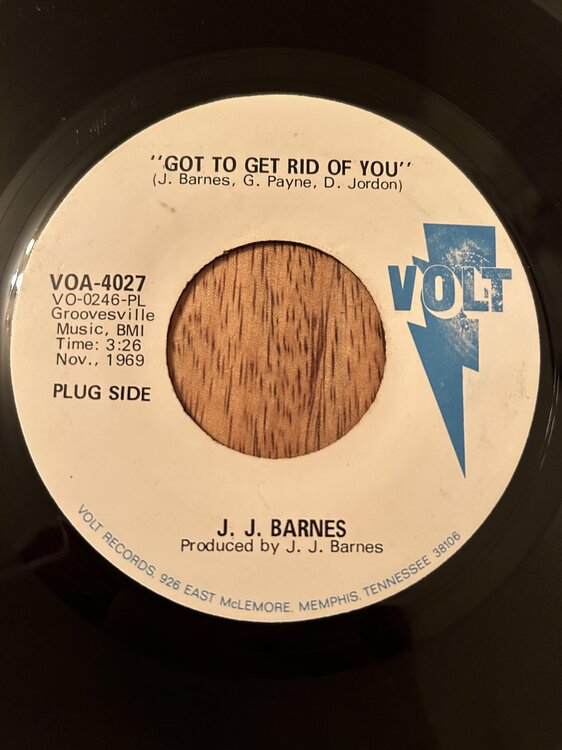 "GOT TO GET RID OF YOU"
(J. Barnes, G. Payne, D. Jordon)
VOA-4027
VO-0246-PL
Groovesville
Music, BMI
Time: 3:26
Nov., 1969
PLUG SIDE
VOLT
J. J. BARNES
Produced by J. J. Barnes
VOLT RECORDS, 926 EAST McLEMORE, MEMPHIS, TENNESSEE 38106